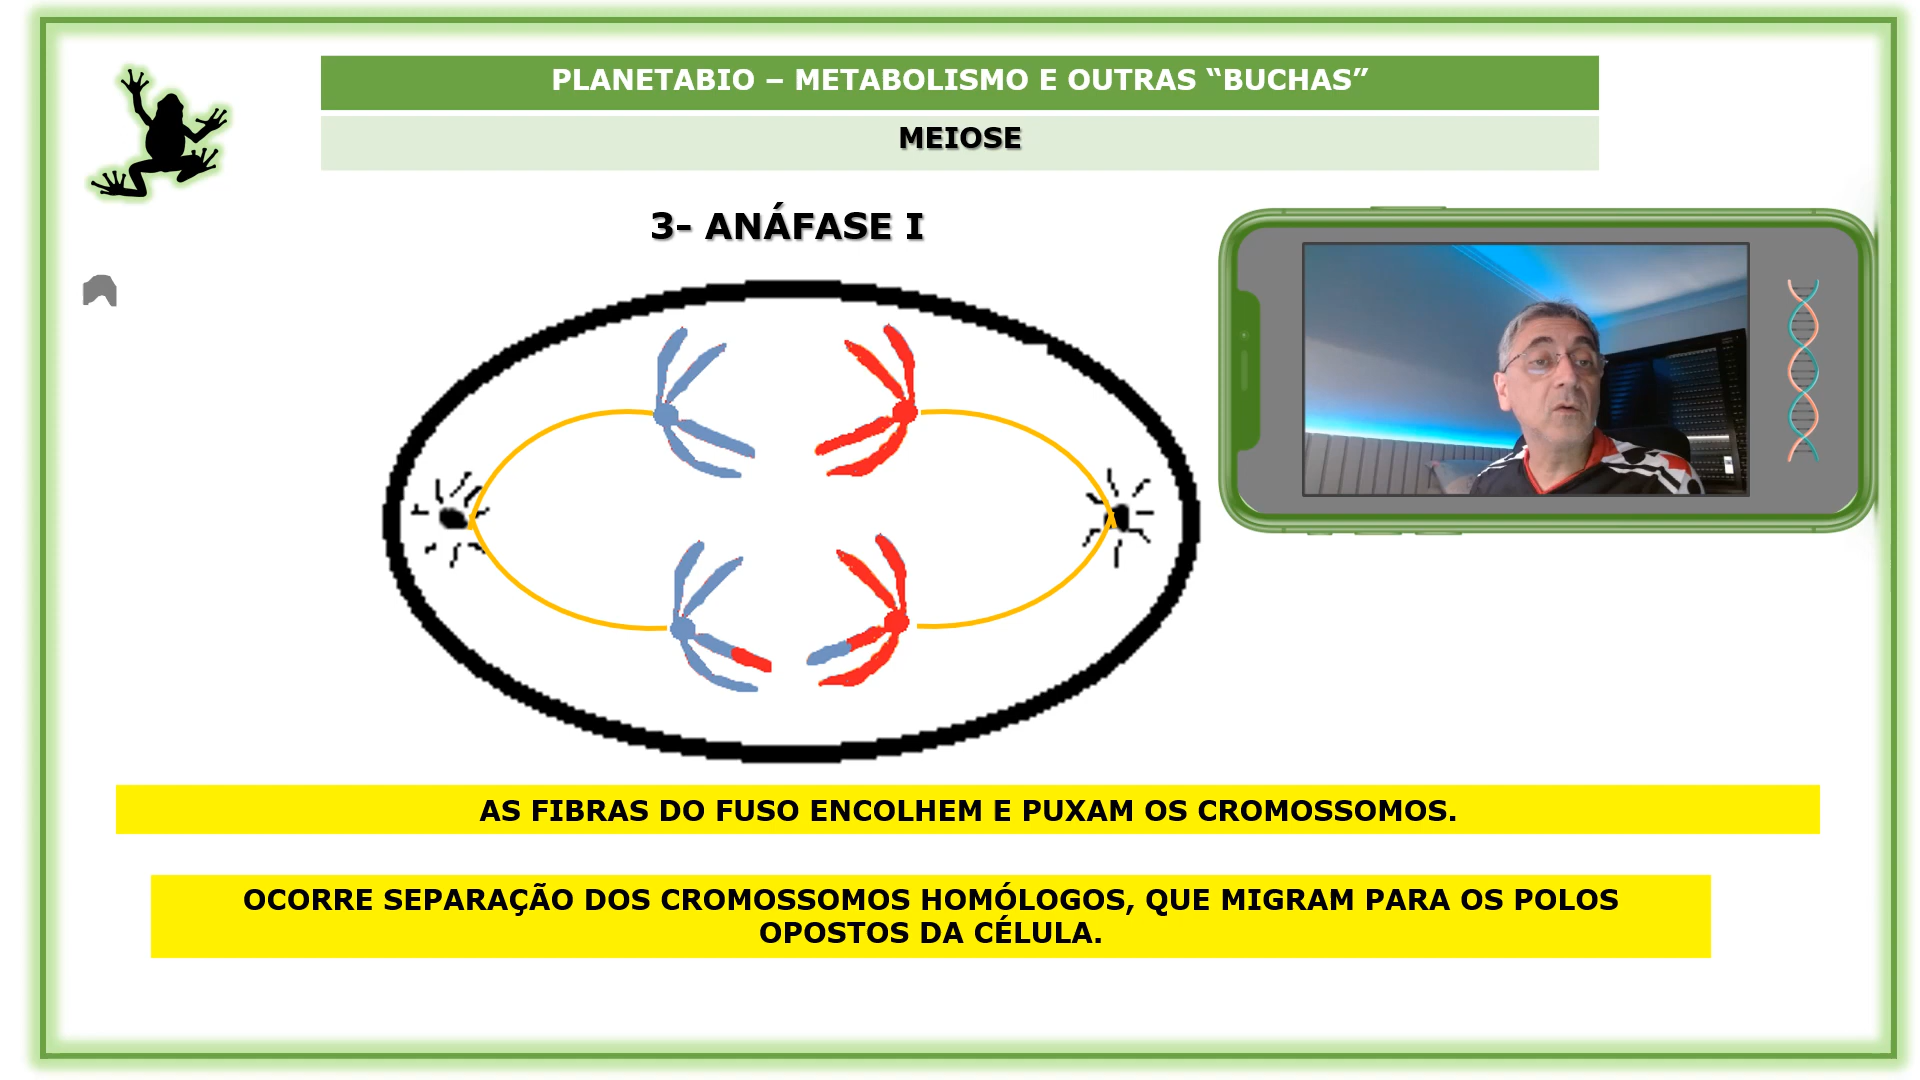 PLANETABIO – METABOLISMO E OUTRAS “BUCHAS”
MEIOSE
3- ANÁFASE I
AS FIBRAS DO FUSO ENCOLHEM E PUXAM OS CROMOSSOMOS.
OCORRE SEPARAÇÃO DOS CROMOSSOMOS HOMÓLOGOS, QUE MIGRAM PARA OS POLOS
OPOSTOS DA CÉLULA.